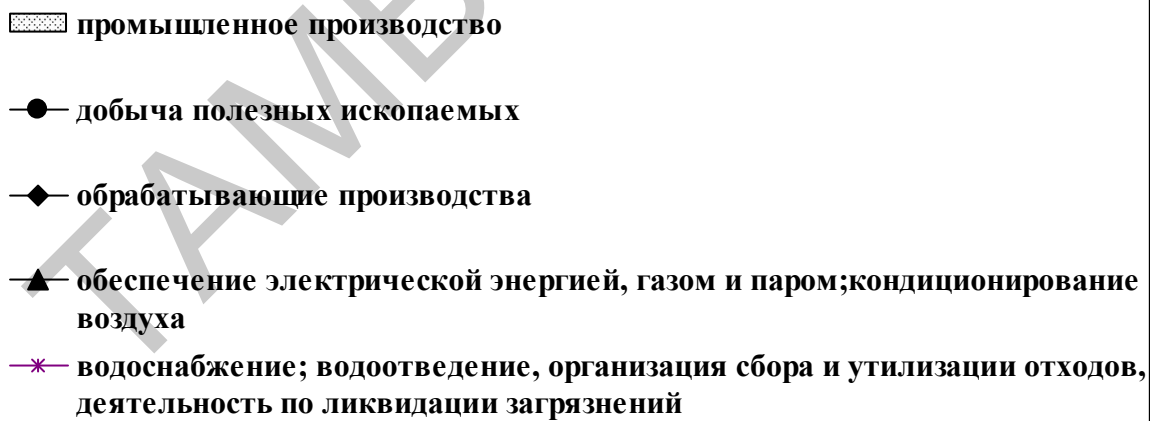 промышленное производство
добыча полезных ископаемых
обрабатывающие производства
обеспечение электрической энергией, газом и паром;кондиционирование
воздуха
водоснабжение; водоотведение, организация сбора и утилизации отходов,
деятельность по ликвидации загрязнений
TAMB